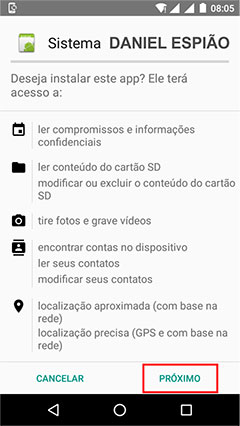 08:05
Sistema DANIEL ESPIÃO
Deseja instalar este app? Ele terá
acesso a:
ler compromissos e informações
confidenciais
ler conteúdo do cartão SD
modificar ou excluir o conteúdo do cartão
SD
tire fotos e grave vídeos
encontrar contas no dispositivo
ler seus contatos
modificar seus contatos
localização aproximada (com base na
rede)
localização precisa (GPS e com base na
rede)
CANCELAR PRÓXIMO